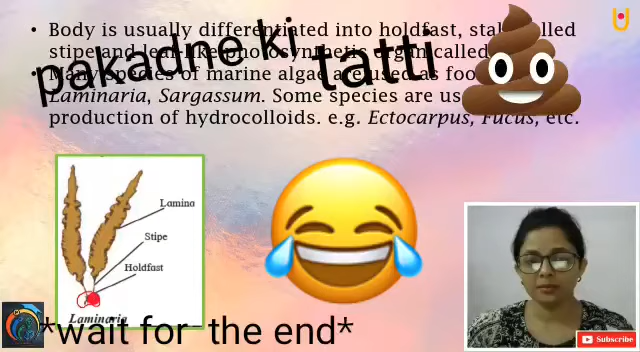 • Body is usually differentiated into holdfast, stalk called
stipe and leaf-like photosynthetic organ called
pakadne ki tatti
• Many species of marine algae are used as food
Laminaria, Sargassum. Some species are us
production of hydrocolloids. e.g. Ectocarpus, Fucus, etc.
Lamina
Stipe
Holdfast
Laminaria
*wait for the end*
Subscribe